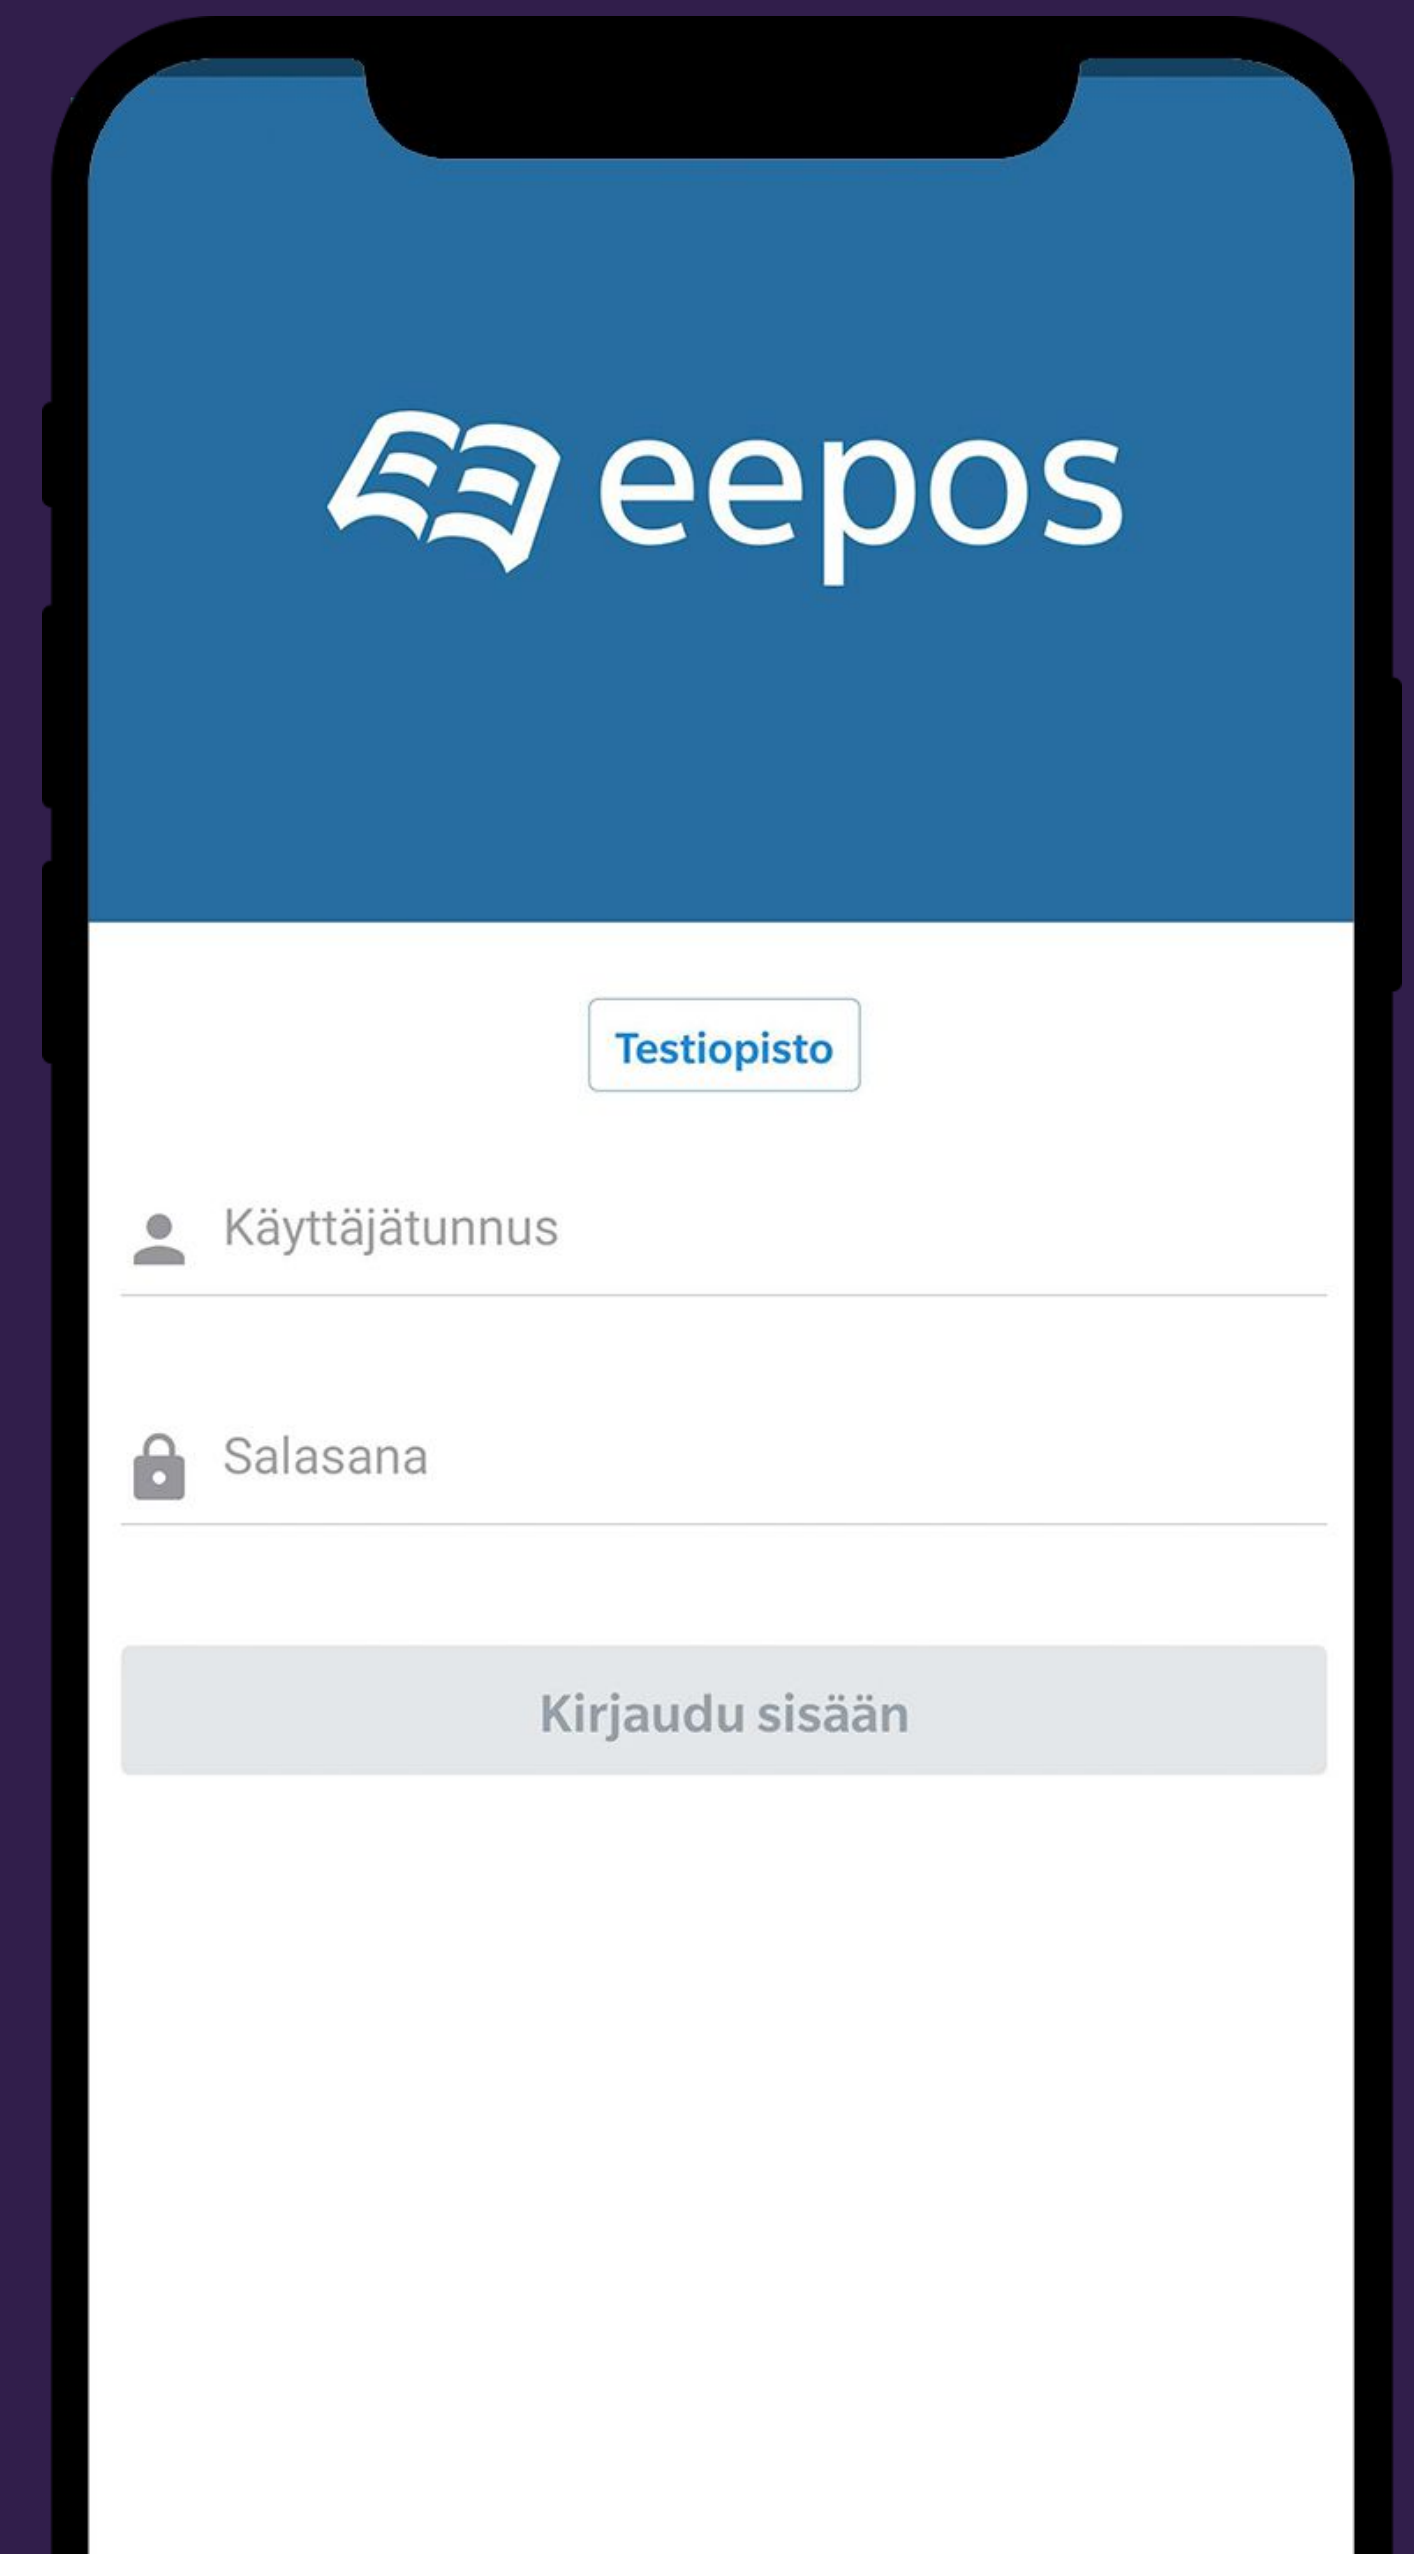 eepos
Testiopisto
Käyttäjätunnus
Salasana
Kirjaudu sisään